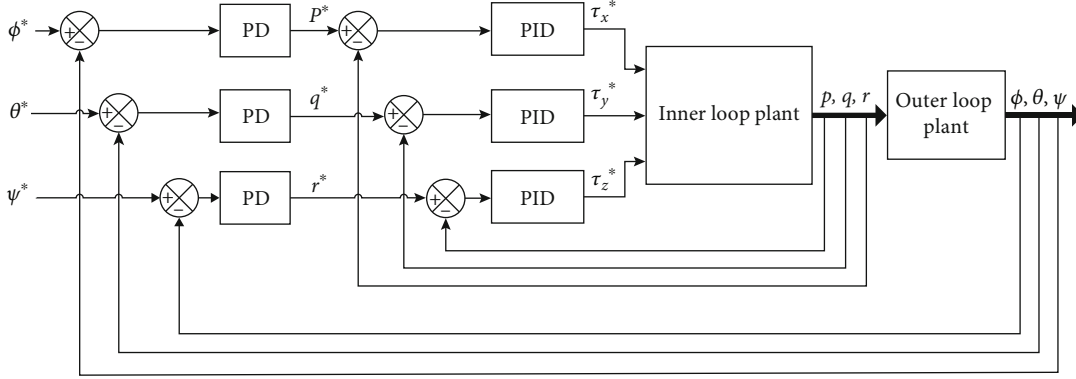 ϕ* + − PD P* + − PID τx*
θ* + − PD q* + − PID τy*
ψ* + − PD r* + − PID τz*
Inner loop plant
p, q, r
Outer loop
plant
ϕ, θ, ψ